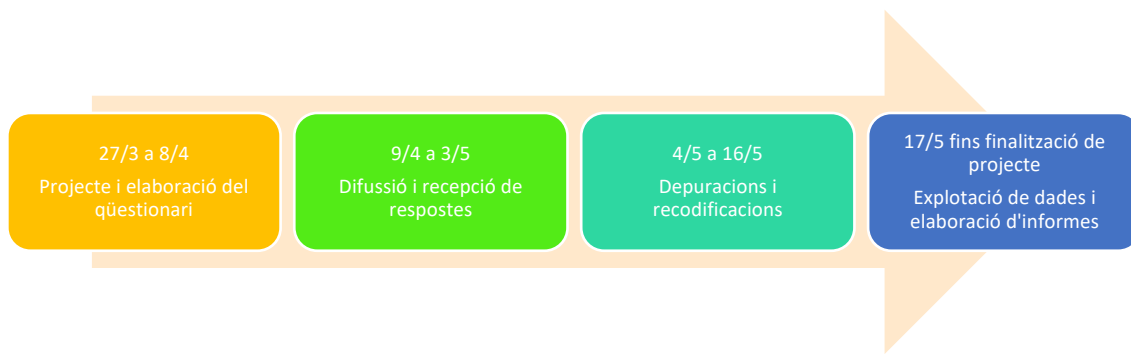 27/3 a 8/4
Projecte i elaboració del
qüestionari
9/4 a 3/5
Difussió i recepció de
respostes
4/5 a 16/5
Depuracions i
recodificacions
17/5 fins finalització de
projecte
Explotació de dades i
elaboració d'informes